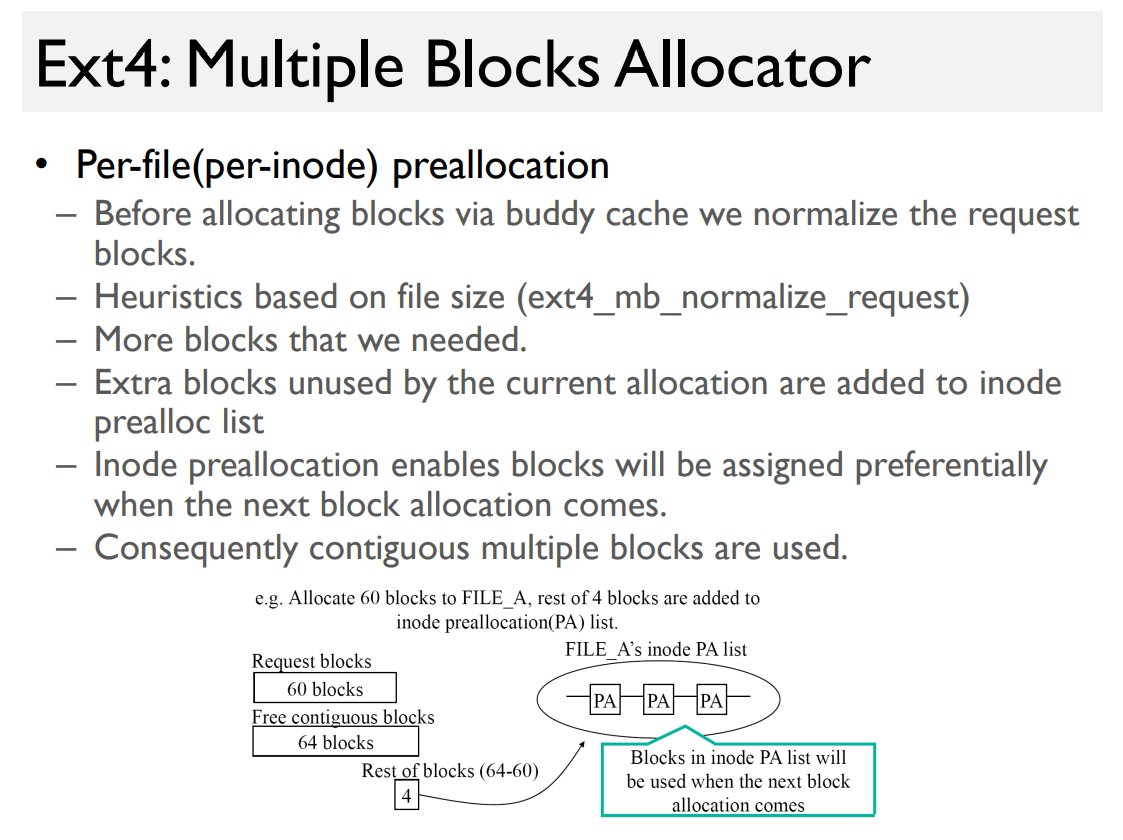 Ext4: Multiple Blocks Allocator
• Per-file(per-inode) preallocation
– Before allocating blocks via buddy cache we normalize the request
blocks.
– Heuristics based on file size (ext4_mb_normalize_request)
– More blocks that we needed.
– Extra blocks unused by the current allocation are added to inode
prealloc list
– Inode preallocation enables blocks will be assigned preferentially
when the next block allocation comes.
– Consequently contiguous multiple blocks are used.
e.g. Allocate 60 blocks to FILE_A, rest of 4 blocks are added to
inode preallocation(PA) list.
Request blocks
60 blocks
Free contiguous blocks
64 blocks
Rest of blocks (64-60)
4
FILE_A's inode PA list
PA PA PA
Blocks in inode PA list will
be used when the next block
allocation comes